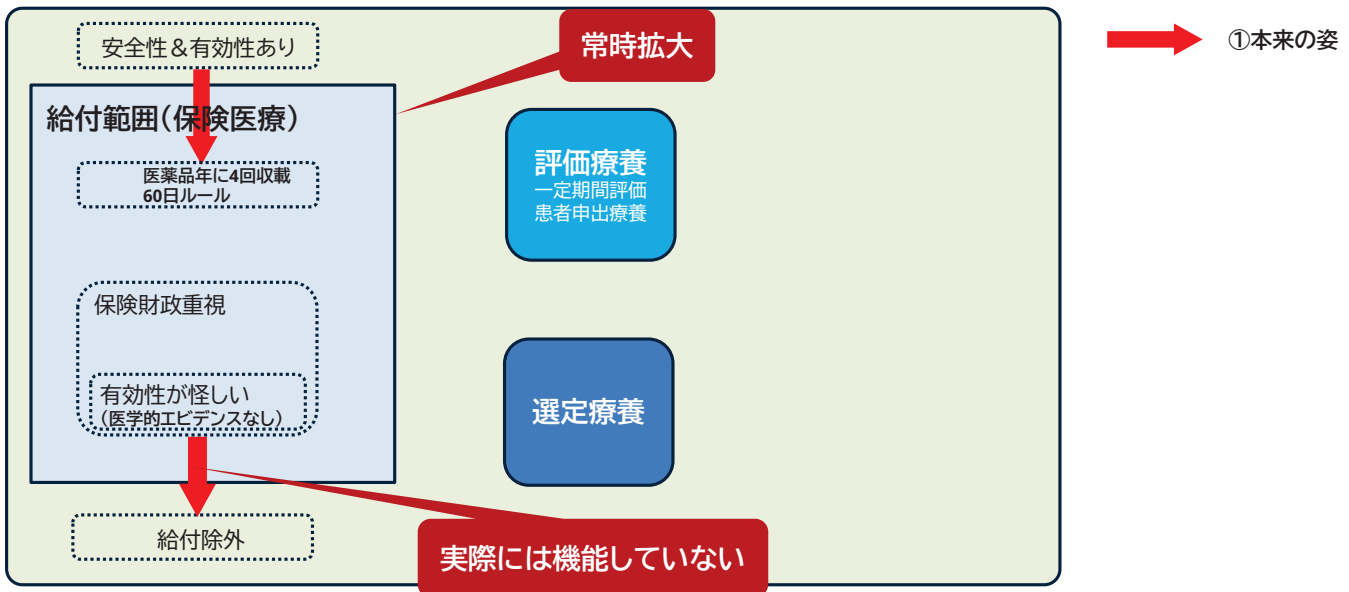 安全性＆有効性あり
常時拡大
①本来の姿
給付範囲（保険医療）
医薬品年に4回収載
60日ルール
評価療養
一定期間評価
患者申出療養
保険財政重視
有効性が怪しい
（医学的エビデンスなし）
選定療養
給付除外
実際には機能していない